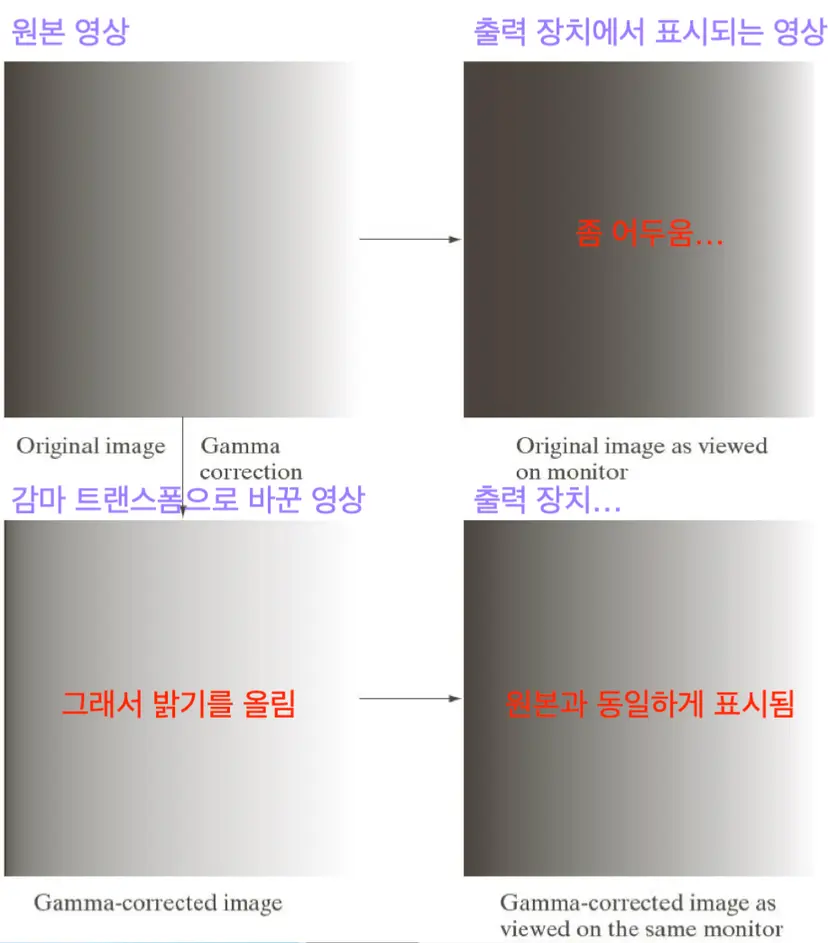 원본 영상
출력 장치에서 표시되는 영상
좀 어두움...
Original image
Gamma
correction
Original image as viewed
on monitor
감마 트랜스폼으로 바꾼 영상
출력 장치...
그래서 밝기를 올림
원본과 동일하게 표시됨
Gamma-corrected image
Gamma-corrected image as
viewed on the same monitor